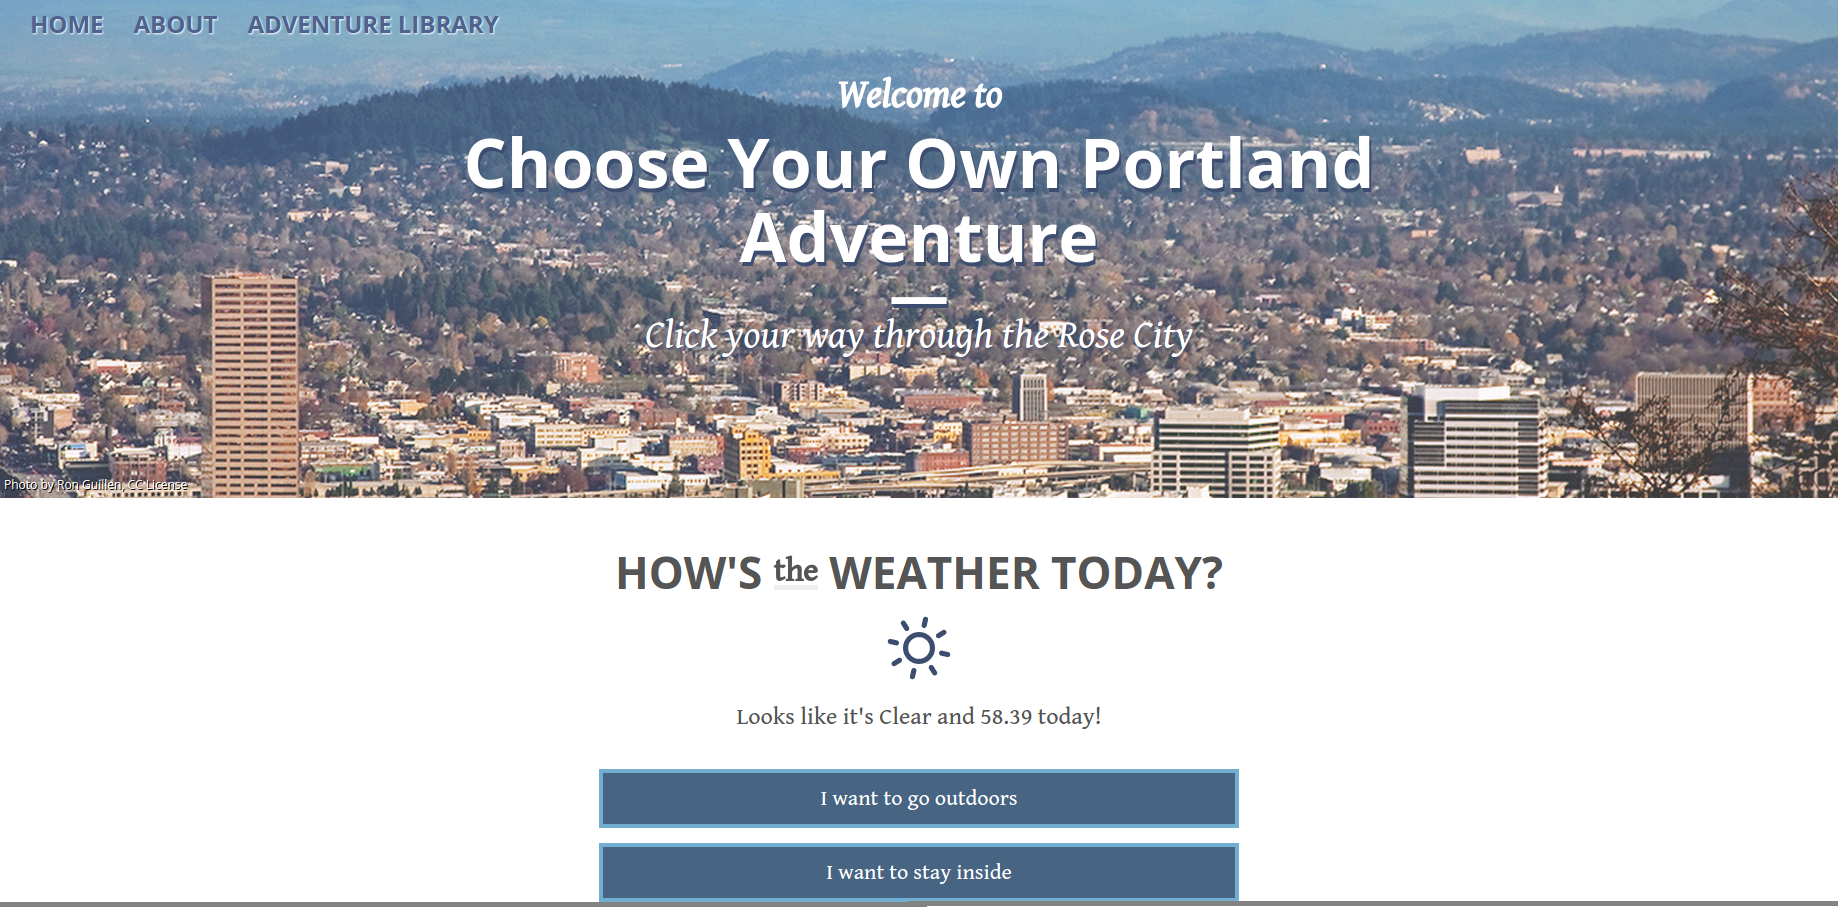 HOME ABOUT ADVENTURE LIBRARY
Welcome to
Choose Your Own Portland
Adventure
Click your way through the Rose City
Photo by Ron Guillen, CC License
HOW'S the WEATHER TODAY?
Looks like it's Clear and 58.39 today!
I want to go outdoors
I want to stay inside